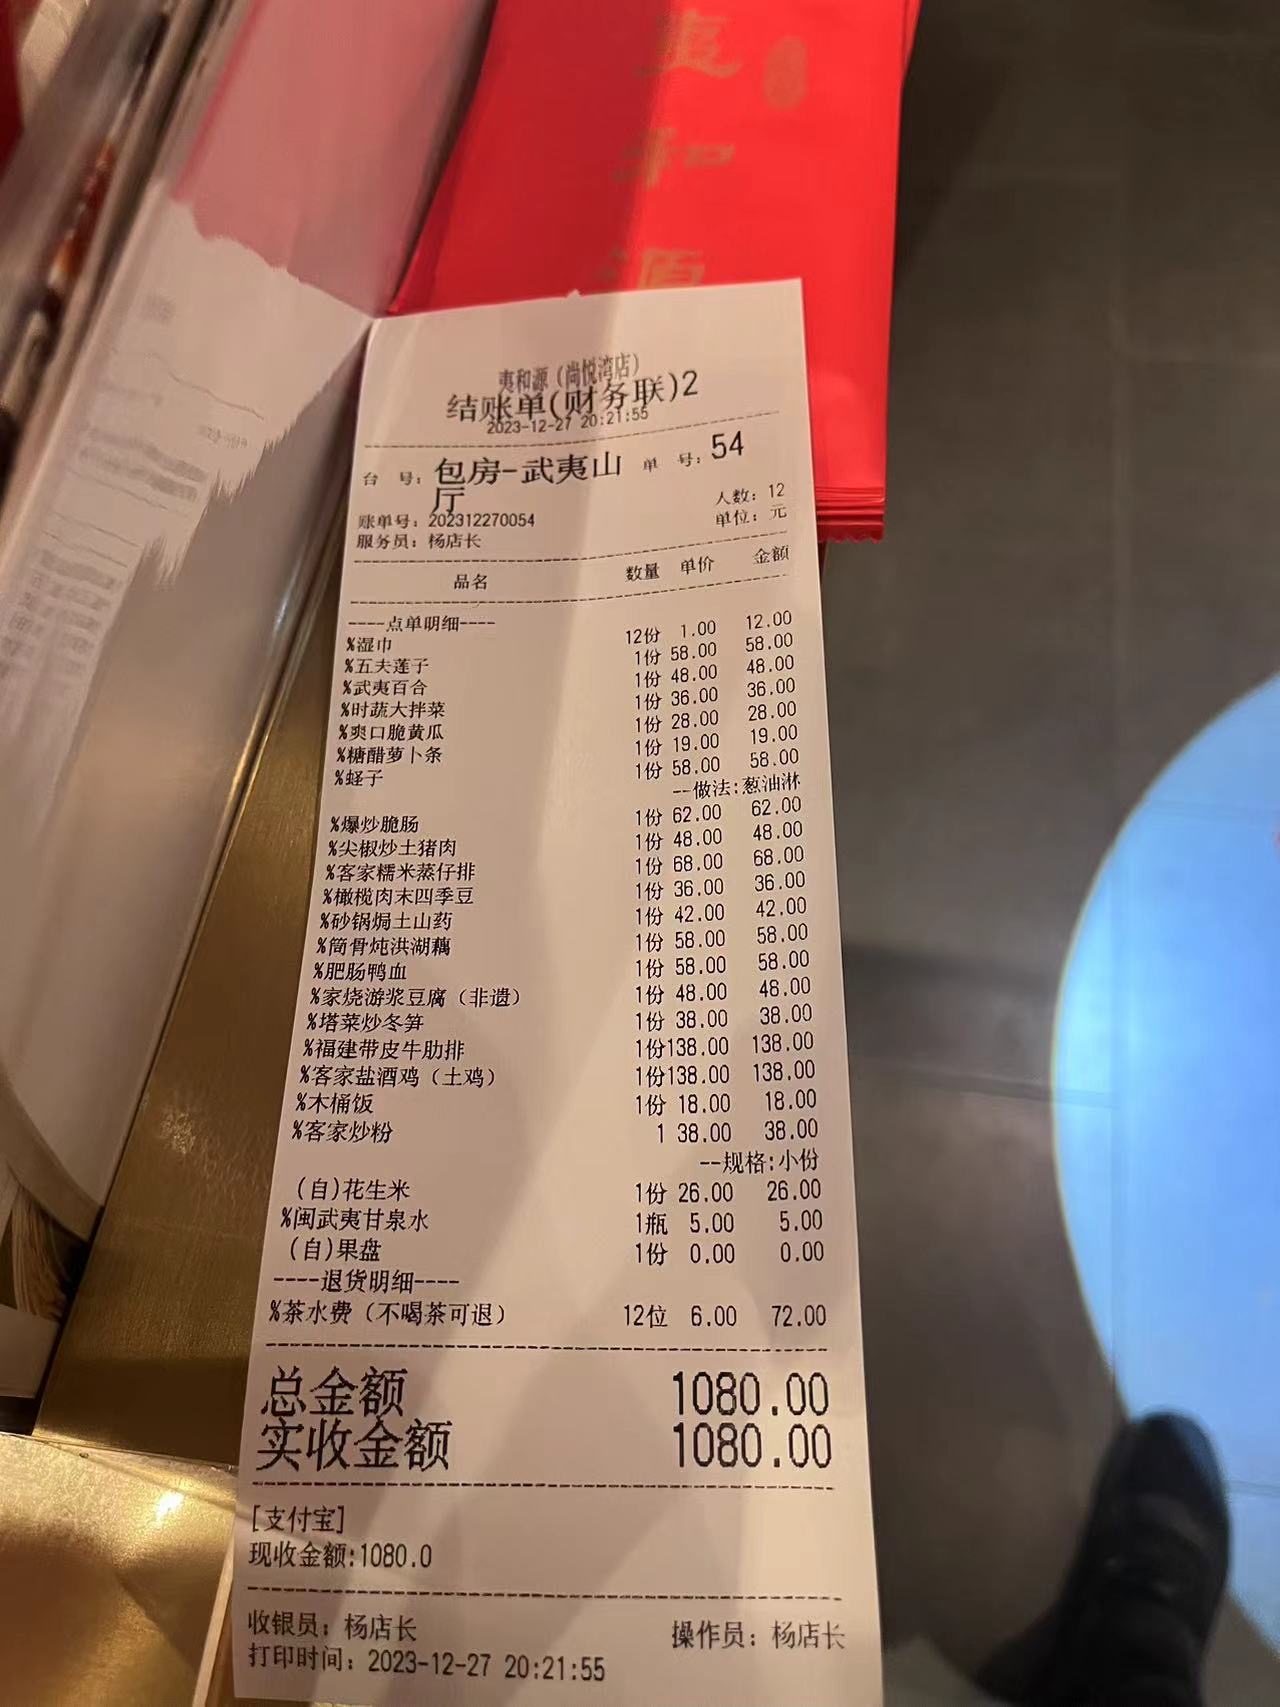 夷
和
源
夷和源（尚悦湾店）
结账单(财务联)2
2023-12-27 20:21:55
台 号: 包房-武夷山厅 单 号: 54
账单号: 202312270054 人数: 12
服务员: 杨店长 单位: 元
品名 数量 单价 金额
----点单明细----
%湿巾 12份 1.00 12.00
%五夫莲子 1份 58.00 58.00
%武夷百合 1份 48.00 48.00
%时蔬大拌菜 1份 36.00 36.00
%爽口脆黄瓜 1份 28.00 28.00
%糖醋萝卜条 1份 19.00 19.00
%蛏子 1份 58.00 58.00
--做法:葱油淋
%爆炒脆肠 1份 62.00 62.00
%尖椒炒土猪肉 1份 48.00 48.00
%客家糯米蒸仔排 1份 68.00 68.00
%橄榄肉末四季豆 1份 36.00 36.00
%砂锅焗土山药 1份 42.00 42.00
%筒骨炖洪湖藕 1份 58.00 58.00
%肥肠鸭血 1份 58.00 58.00
%家烧游浆豆腐（非遗） 1份 48.00 48.00
%塔菜炒冬笋 1份 38.00 38.00
%福建带皮牛肋排 1份138.00 138.00
%客家盐酒鸡（土鸡） 1份138.00 138.00
%木桶饭 1份 18.00 18.00
%客家炒粉 1 38.00 38.00
--规格:小份
(自)花生米 1份 26.00 26.00
%闽武夷甘泉水 1瓶 5.00 5.00
(自)果盘 1份 0.00 0.00
----退货明细----
%茶水费（不喝茶可退） 12位 6.00 72.00
总金额 1080.00
实收金额 1080.00
[支付宝]
现收金额:1080.0
收银员: 杨店长 操作员: 杨店长
打印时间: 2023-12-27 20:21:55